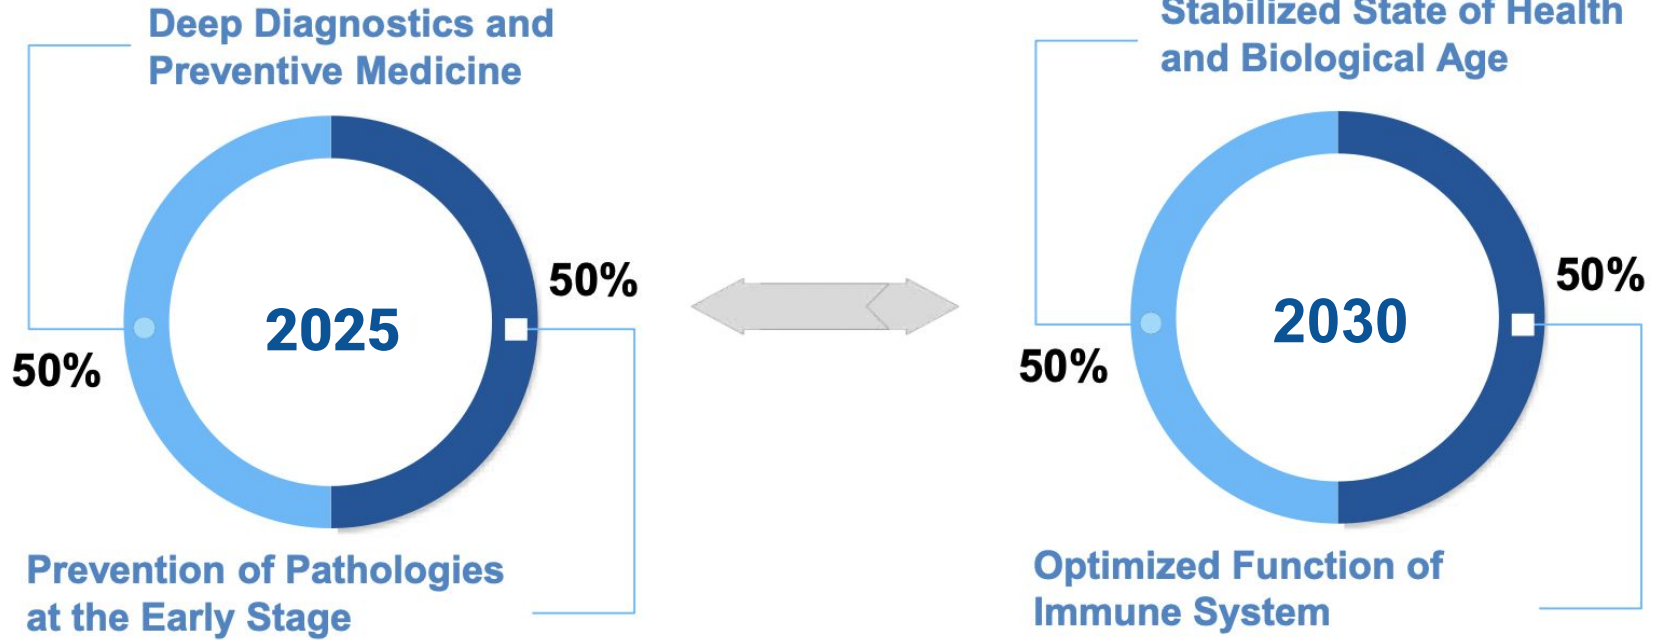 Deep Diagnostics and
Preventive Medicine
50%
2025
50%
Prevention of Pathologies
at the Early Stage
Stabilized State of Health
and Biological Age
50%
2030
50%
Optimized Function of
Immune System